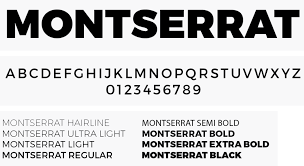 MONTSERRAT
ABCDEFGHIJKLMNOPQRSTUVWXYZ
0123456789
MONTSERRAT HAIRLINE
MONTSERRAT ULTRA LIGHT
MONTSERRAT LIGHT
MONTSERRAT REGULAR
MONTSERRAT SEMI BOLD
MONTSERRAT BOLD
MONTSERRAT EXTRA BOLD
MONTSERRAT BLACK